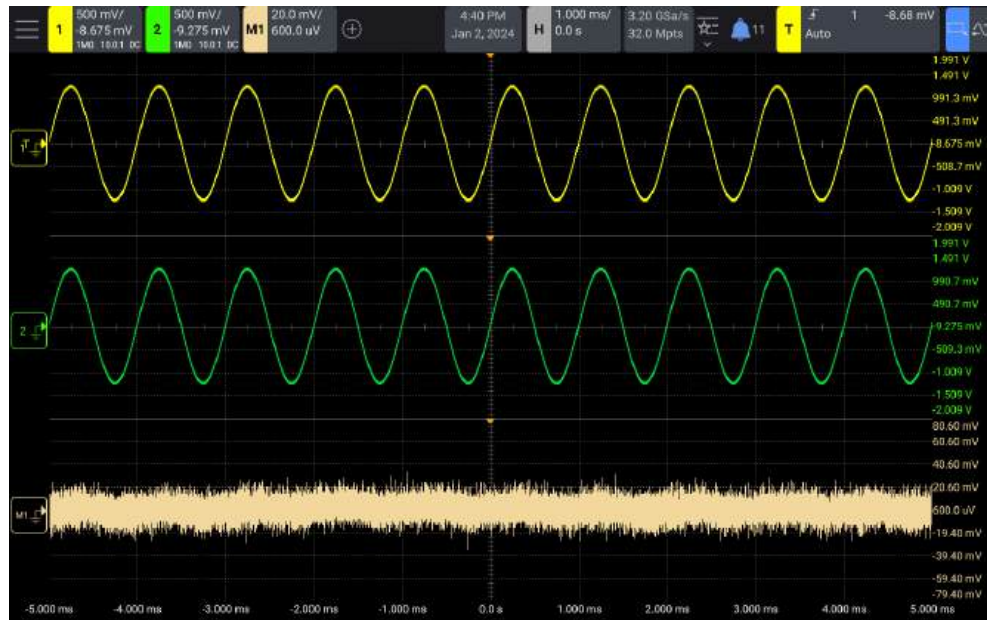 1 500 mV/ 2 500 mV/ M1 20.0 mV/ 4:40 PM H 1.000 ms/ 3.20 GSa/s 11 T 1 -8.68 mV
-8.675 mV -9.275 mV 600.0 uV Jan 2, 2024 0.0 s 32.0 Mpts Auto
1MΩ 10.0:1 DC 1MΩ 10.0:1 DC
1.991 V
1.491 V
991.3 mV
491.3 mV
1 T -8.675 mV
-508.7 mV
-1.009 V
-1.509 V
-2.009 V
1.991 V
1.491 V
990.7 mV
490.7 mV
2 -9.275 mV
-509.3 mV
-1.009 V
-1.509 V
-2.009 V
80.60 mV
60.60 mV
40.60 mV
20.60 mV
M1 600.0 uV
-19.40 mV
-39.40 mV
-59.40 mV
-79.40 mV
-5.000 ms -4.000 ms -3.000 ms -2.000 ms -1.000 ms 0.0 s 1.000 ms 2.000 ms 3.000 ms 4.000 ms 5.000 ms